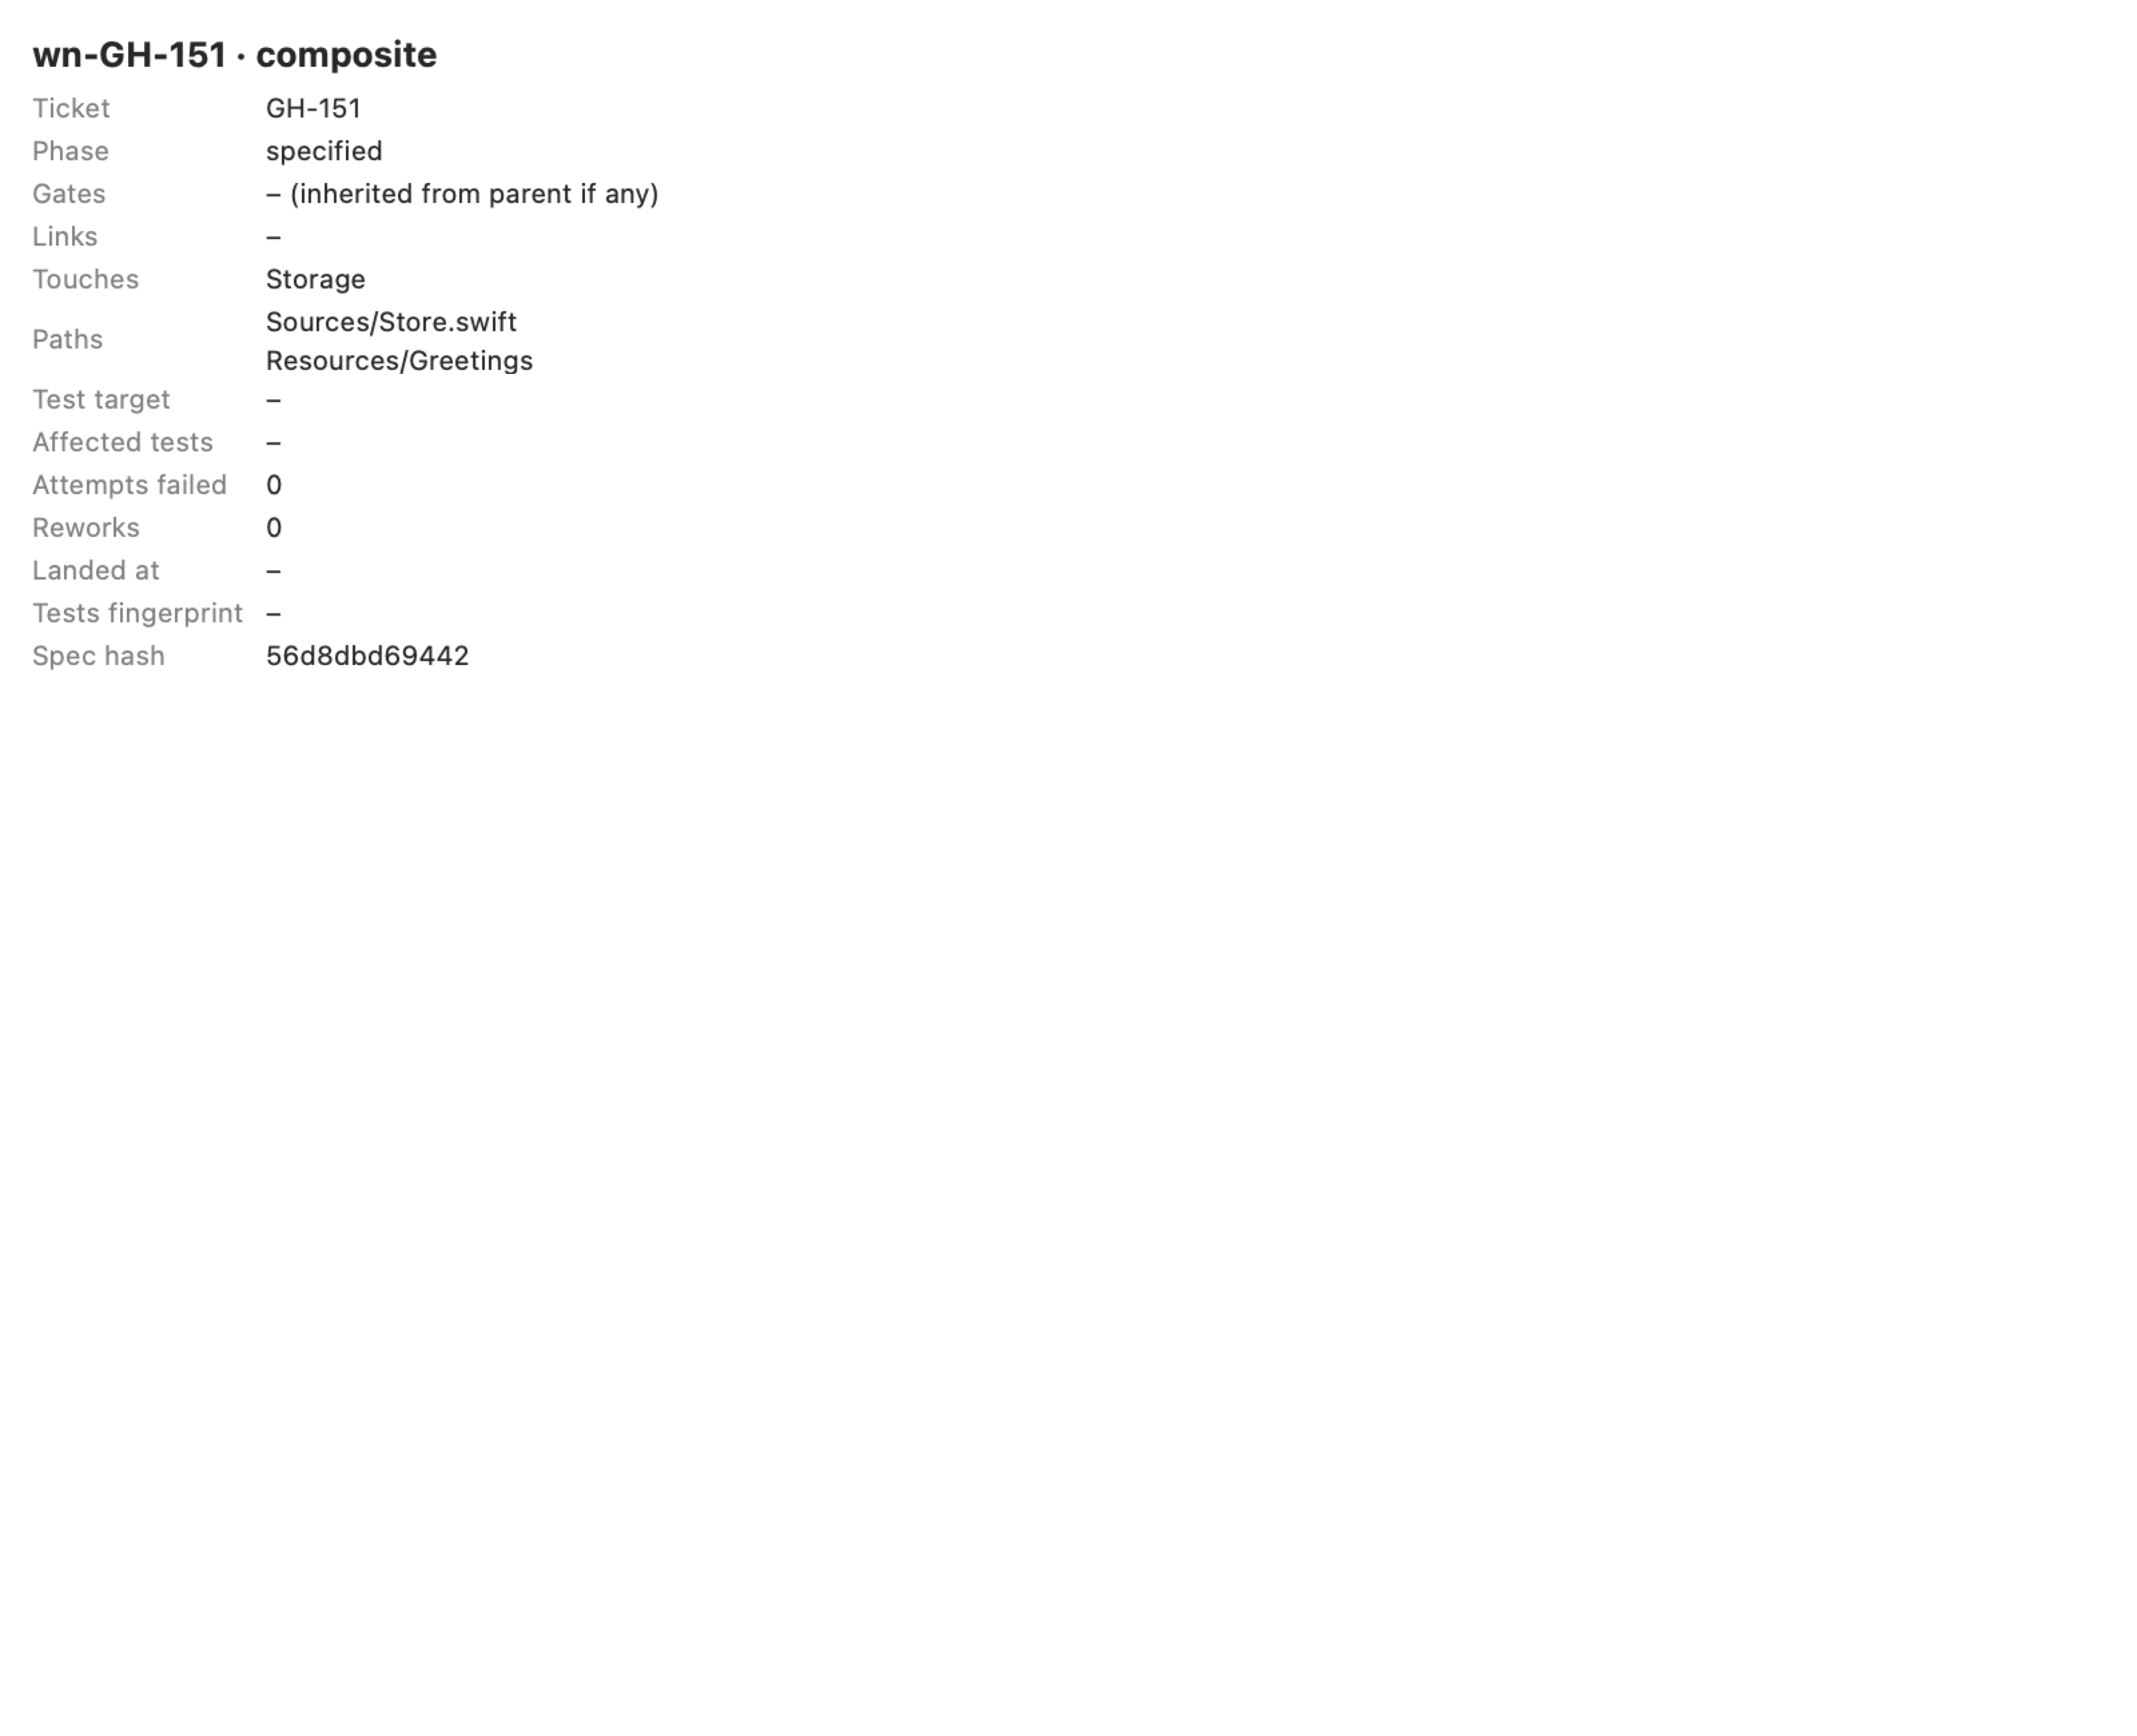 wn-GH-151 · composite
Ticket GH-151
Phase specified
Gates – (inherited from parent if any)
Links –
Touches Storage
Paths Sources/Store.swift
Resources/Greetings
Test target –
Affected tests –
Attempts failed 0
Reworks 0
Landed at –
Tests fingerprint –
Spec hash 56d8dbd69442